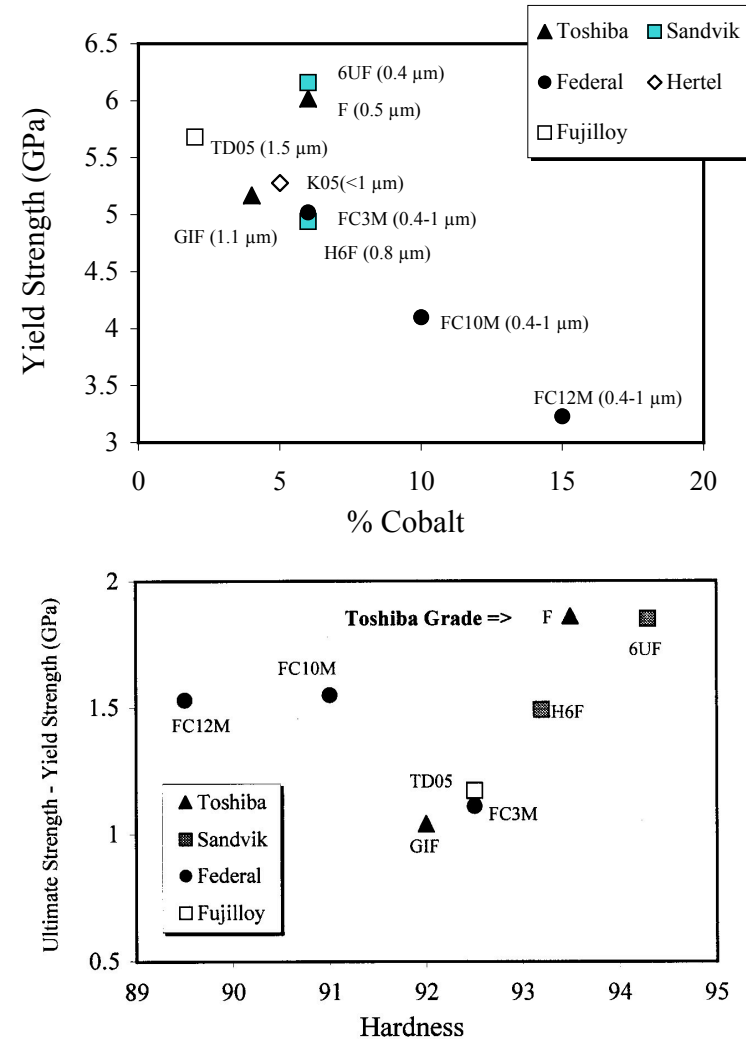 Toshiba Sandvik
Federal Hertel
Fujilloy
Yield Strength (GPa)
6.5
6
5.5
5
4.5
4
3.5
3
6UF (0.4 µm)
F (0.5 µm)
TD05 (1.5 µm)
K05(<1 µm)
GIF (1.1 µm)
FC3M (0.4-1 µm)
H6F (0.8 µm)
FC10M (0.4-1 µm)
FC12M (0.4-1 µm)
0 5 10 15 20
% Cobalt
Ultimate Strength - Yield Strength (GPa)
2
1.5
1
0.5
Toshiba Grade => F
6UF
FC10M
FC12M
H6F
TD05
FC3M
GIF
Toshiba
Sandvik
Federal
Fujilloy
89 90 91 92 93 94 95
Hardness